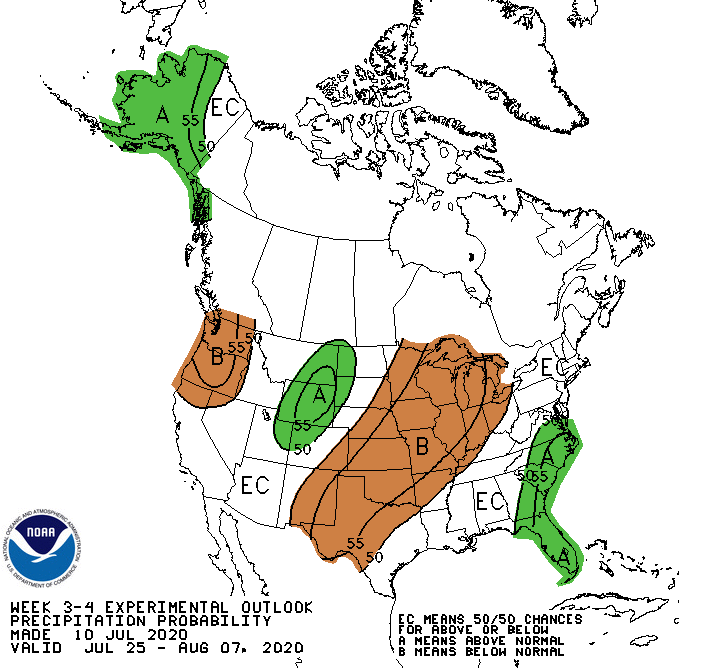 A
55
EC
50
50
55
B
A
55
50
EC
50
A
B
50 55
EC
EC
55
50
A
NATIONAL OCEANIC AND ATMOSPHERIC ADMINISTRATION
NOAA
U.S. DEPARTMENT OF COMMERCE
WEEK 3-4 EXPERIMENTAL OUTLOOK
PRECIPITATION PROBABILITY
MADE 10 JUL 2020
VALID JUL 25 - AUG 07, 2020
EC MEANS 50/50 CHANCES
FOR ABOVE OR BELOW
A MEANS ABOVE NORMAL
B MEANS BELOW NORMAL